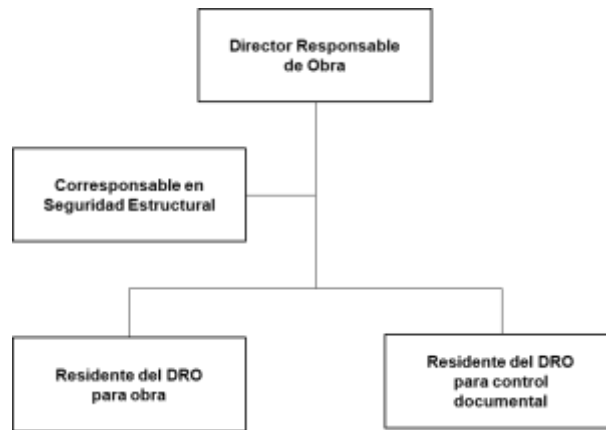 Director Responsable
de Obra
Corresponsable en
Seguridad Estructural
Residente del DRO
para obra
Residente del DRO
para control
documental